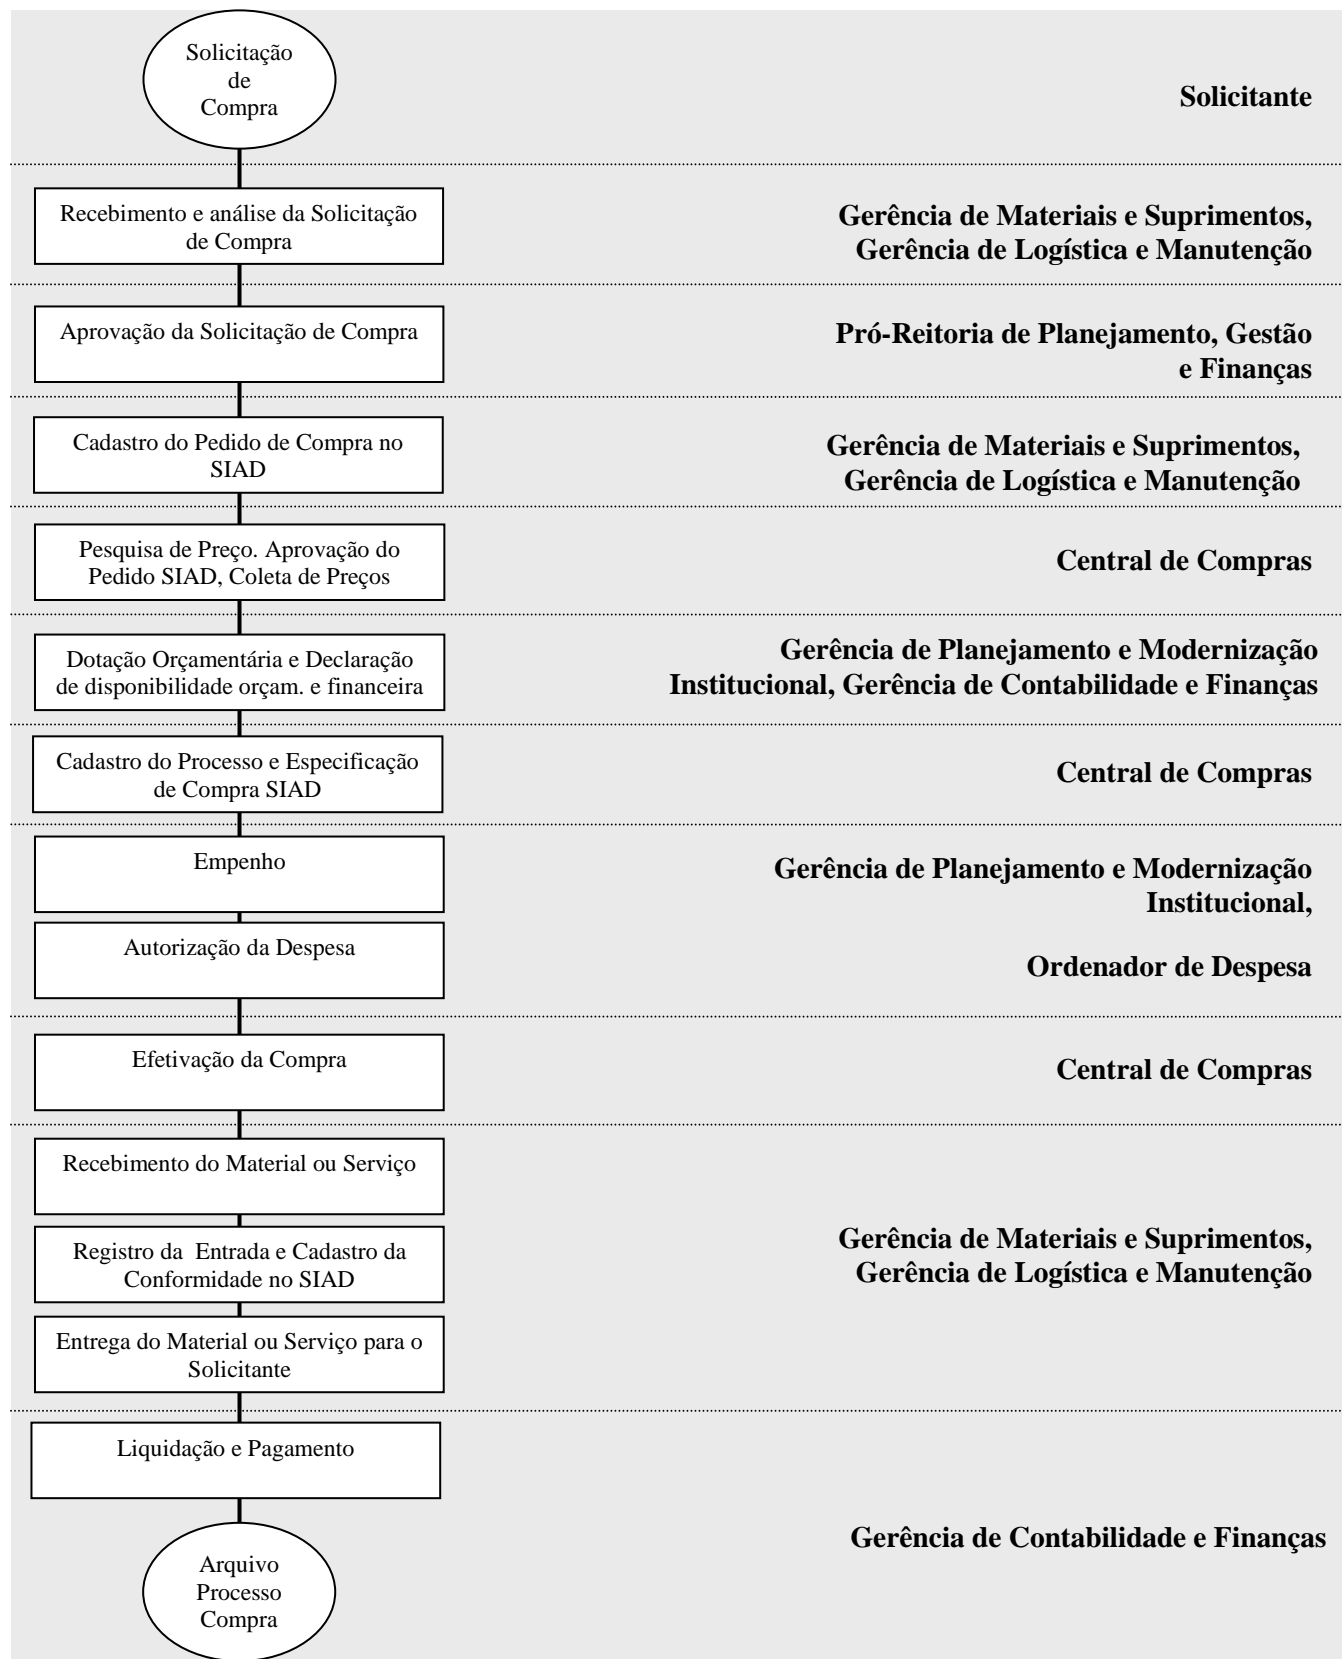 Solicitação
de
Compra
Solicitante
Recebimento e análise da Solicitação
de Compra
Gerência de Materiais e Suprimentos,
Gerência de Logística e Manutenção
Aprovação da Solicitação de Compra
Pró-Reitoria de Planejamento, Gestão
e Finanças
Cadastro do Pedido de Compra no
SIAD
Gerência de Materiais e Suprimentos,
Gerência de Logística e Manutenção
Pesquisa de Preço. Aprovação do
Pedido SIAD, Coleta de Preços
Central de Compras
Dotação Orçamentária e Declaração
de disponibilidade orçam. e financeira
Gerência de Planejamento e Modernização
Institucional, Gerência de Contabilidade e Finanças
Cadastro do Processo e Especificação
de Compra SIAD
Central de Compras
Empenho
Gerência de Planejamento e Modernização
Institucional,
Autorização da Despesa
Ordenador de Despesa
Efetivação da Compra
Central de Compras
Recebimento do Material ou Serviço
Registro da  Entrada e Cadastro da
Conformidade no SIAD
Gerência de Materiais e Suprimentos,
Gerência de Logística e Manutenção
Entrega do Material ou Serviço para o
Solicitante
Liquidação e Pagamento
Gerência de Contabilidade e Finanças
Arquivo
Processo
Compra